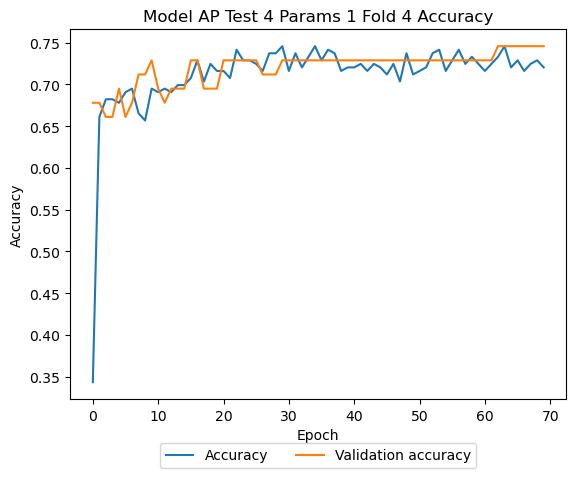 Model AP Test 4 Params 1 Fold 4 Accuracy
0.75
0.70
0.65
0.60
0.55
0.50
0.45
0.40
0.35
Accuracy
0 10 20 30 40 50 60 70
Epoch
Accuracy Validation accuracy